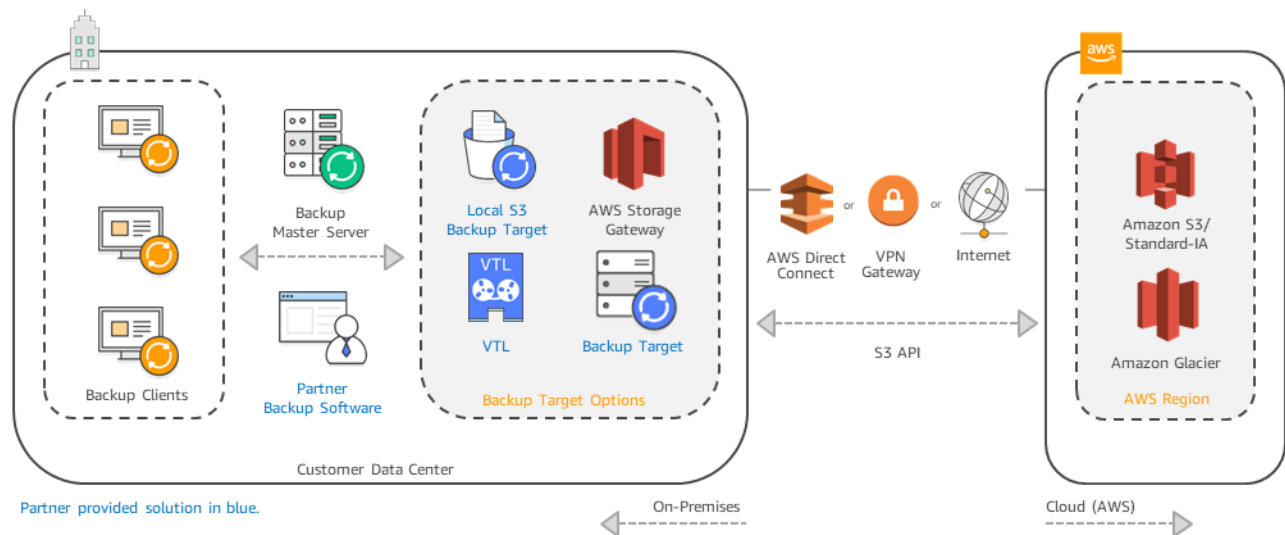 aws
Backup Clients
Backup
Master Server
Partner
Backup Software
Local S3
Backup Target
AWS Storage
Gateway
VTL
VTL
Backup Target
Backup Target Options
Customer Data Center
AWS Direct
Connect
or
VPN
Gateway
or
Internet
S3 API
Amazon S3/
Standard-IA
Amazon Glacier
AWS Region
Partner provided solution in blue.
On-Premises
Cloud (AWS)